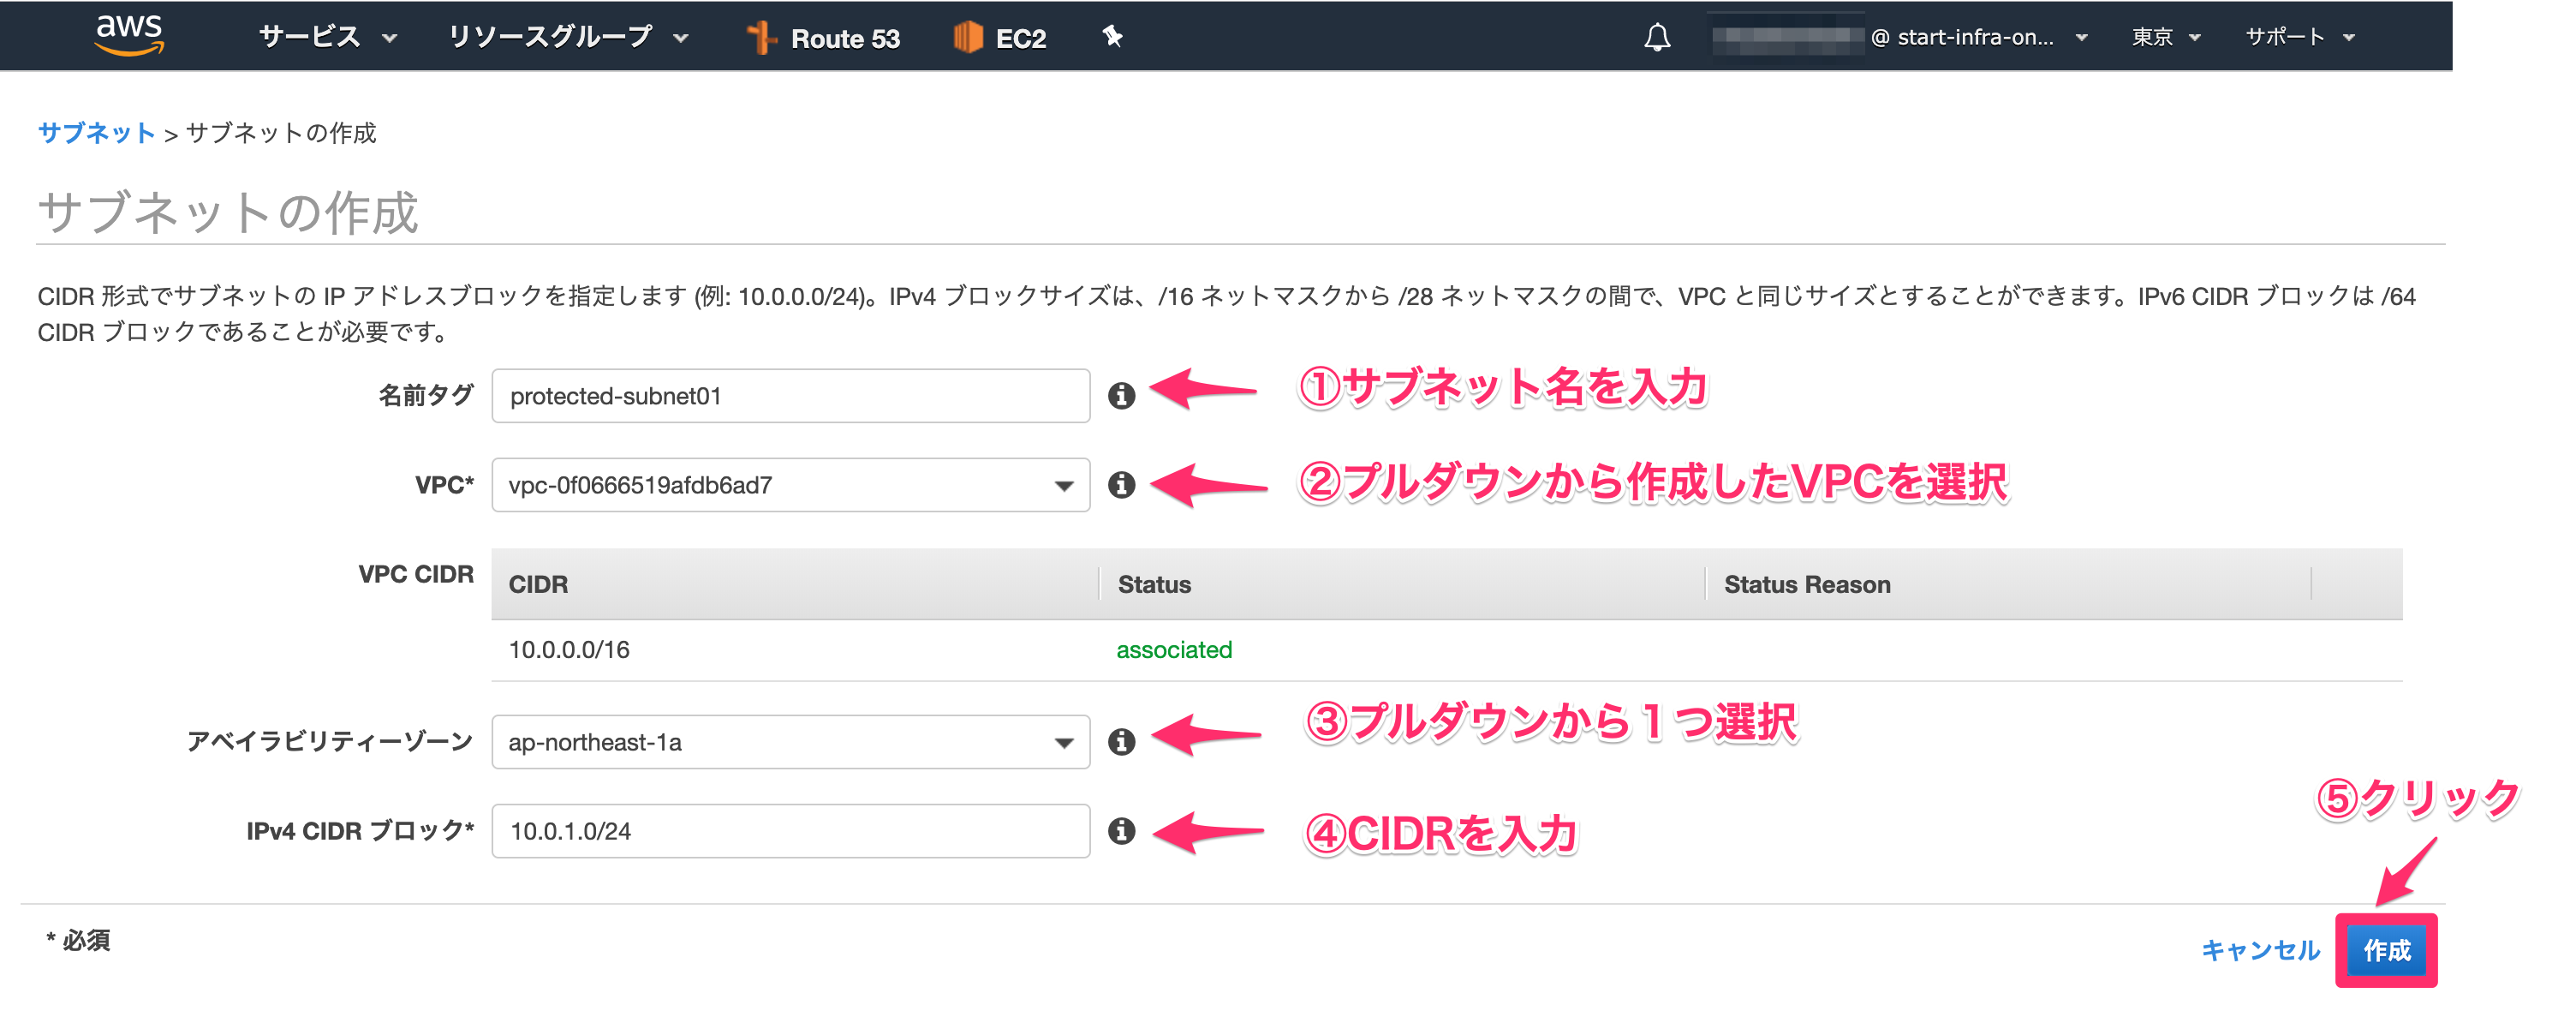 aws サービス リソースグループ Route 53 EC2 @ start-infra-on... 東京 サポート
サブネット > サブネットの作成
サブネットの作成
CIDR 形式でサブネットの IP アドレスブロックを指定します (例: 10.0.0.0/24)。IPv4 ブロックサイズは、/16 ネットマスクから /28 ネットマスクの間で、VPC と同じサイズとすることができます。IPv6 CIDR ブロックは /64
CIDR ブロックであることが必要です。
名前タグ protected-subnet01 ①サブネット名を入力
VPC* vpc-0f0666519afdb6ad7 ②プルダウンから作成したVPCを選択
VPC CIDR CIDR Status Status Reason
10.0.0.0/16 associated
アベイラビリティーゾーン ap-northeast-1a ③プルダウンから１つ選択
IPv4 CIDR ブロック* 10.0.1.0/24 ④CIDRを入力
⑤クリック
* 必須 キャンセル 作成